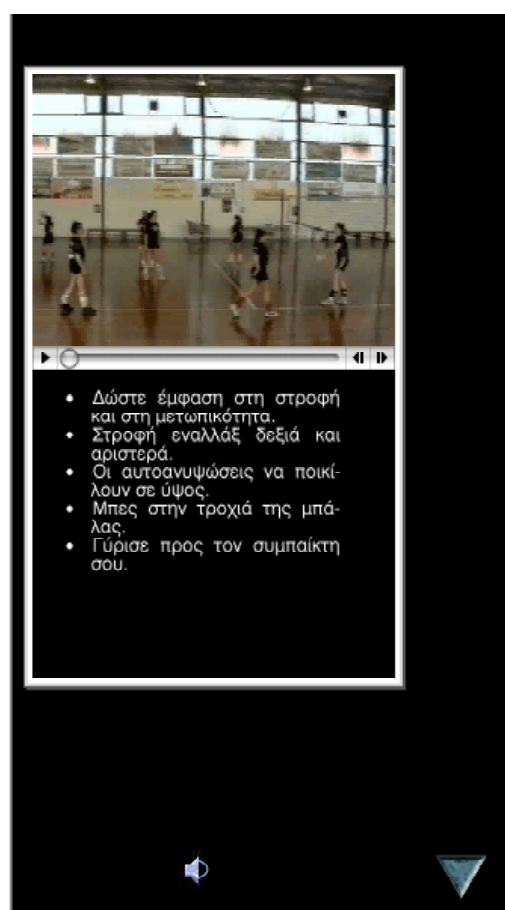 • Δώστε έμφαση στη στροφή
και στη μετωπικότητα.
• Στροφή εναλλάξ δεξιά και
αριστερά.
• Οι αυτοανυψώσεις να ποικί-
λουν σε ύψος.
• Μπες στην τροχιά της μπά-
λας.
• Γύρισε προς τον συμπαίκτη
σου.